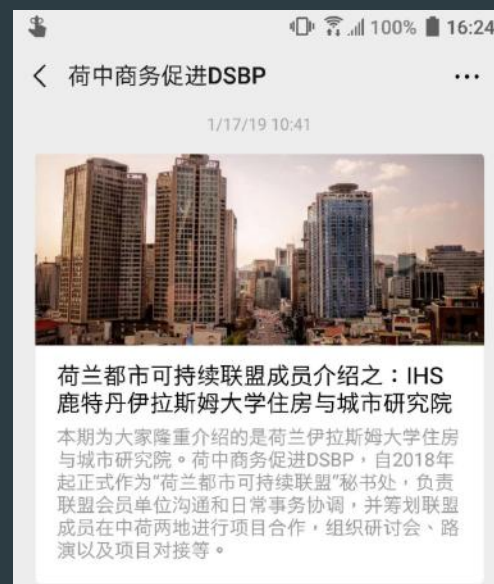 100% 16:24
荷中商务促进DSBP
1/17/19 10:41
荷兰都市可持续联盟成员介绍之：IHS
鹿特丹伊拉斯姆大学住房与城市研究院
本期为大家隆重介绍的是荷兰伊拉斯姆大学住房
与城市研究院。荷中商务促进DSBP，自2018年
起正式作为“荷兰都市可持续联盟”秘书处，负责
联盟会员单位沟通和日常事务协调，并筹划联盟
成员在中荷两地进行项目合作，组织研讨会、路
演以及项目对接等。